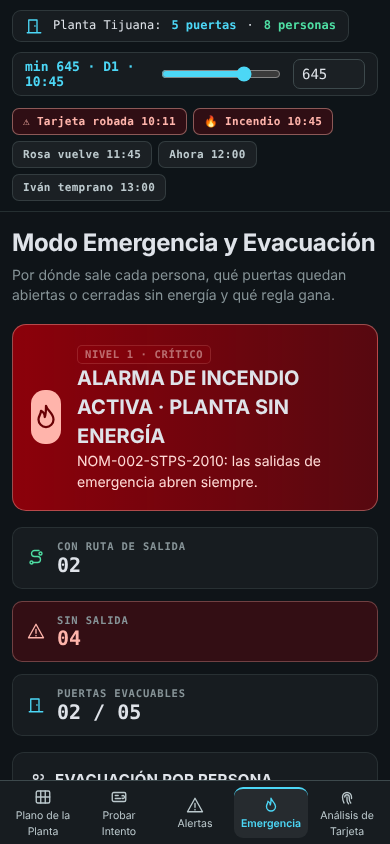 Planta Tijuana: 5 puertas · 8 personas
min 645 · D1 ·
10:45
645
⚠ Tarjeta robada 10:11
🔥 Incendio 10:45
Rosa vuelve 11:45
Ahora 12:00
Iván temprano 13:00
Modo Emergencia y Evacuación
Por dónde sale cada persona, qué puertas quedan
abiertas o cerradas sin energía y qué regla gana.
NIVEL 1 · CRÍTICO
ALARMA DE INCENDIO
ACTIVA · PLANTA SIN
ENERGÍA
NOM-002-STPS-2010: las salidas de
emergencia abren siempre.
CON RUTA DE SALIDA
02
SIN SALIDA
04
PUERTAS EVACUABLES
02 / 05
EVACUACIÓN POR PERSONA
Plano de la
Planta
Probar
Intento
Alertas
Emergencia
Análisis de
Tarjeta